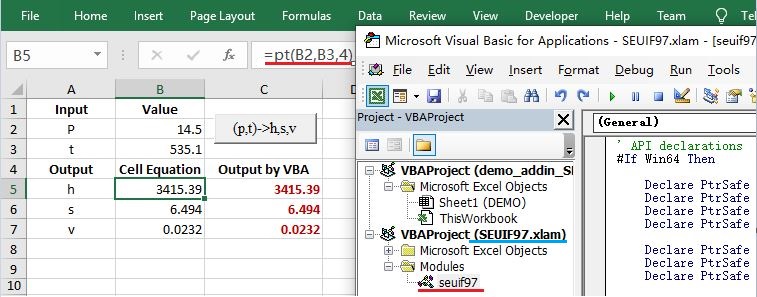 File Home Insert Page Layout Formulas Data Review View Developer Help Team Tel
B5 fx =pt(B2,B3,4)
A B C
1 Input Value
2 P 14.5
3 t 535.1
(p,t)->h,s,v
4 Output Cell Equation Output by VBA
5 h 3415.39 3415.39
6 s 6.494 6.494
7 v 0.0232 0.0232
8
9
10
Microsoft Visual Basic for Applications - SEUIF97.xlam - [seuif97
File Edit View Insert Format Debug Run Tools
Project - VBAProject
VBAProject (demo_addin_S
Microsoft Excel Objects
Sheet1 (DEMO)
ThisWorkbook
VBAProject (SEUIF97.xlam)
Microsoft Excel Objects
Modules
seuif97
(General)
' API declarations
#If Win64 Then
Declare PtrSafe
Declare PtrSafe
Declare PtrSafe
Declare PtrSafe
Declare PtrSafe
Declare PtrSafe
Declare PtrSafe